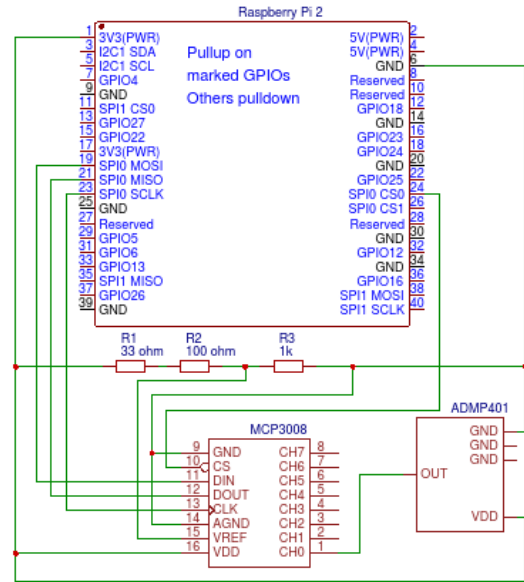 Raspberry Pi 2
1 3V3(PWR) 5V(PWR) 2
3 I2C1 SDA 5V(PWR) 4
5 I2C1 SCL GND 6
7 GPIO4 Reserved 8
9 GND Reserved 10
11 SPI1 CS0 GPIO18 12
13 GPIO27 GND 14
15 GPIO22 GPIO23 16
17 3V3(PWR) GPIO24 18
19 SPI0 MOSI GND 20
21 SPI0 MISO GPIO25 22
23 SPI0 SCLK SPI0 CS0 24
25 GND SPI0 CS1 26
27 Reserved Reserved 28
29 GPIO5 GND 30
31 GPIO6 GPIO12 32
33 GPIO13 GND 34
35 SPI1 MISO GPIO16 36
37 GPIO26 SPI1 MOSI 38
39 GND SPI1 SCLK 40
Pullup on
marked GPIOs
Others pulldown
R1
33 ohm
R2
100 ohm
R3
1k
MCP3008
9 GND CH7 8
10 CS CH6 7
11 DIN CH5 6
12 DOUT CH4 5
13 CLK CH3 4
14 AGND CH2 3
15 VREF CH1 2
16 VDD CH0 1
ADMP401
GND
GND
GND
OUT
VDD